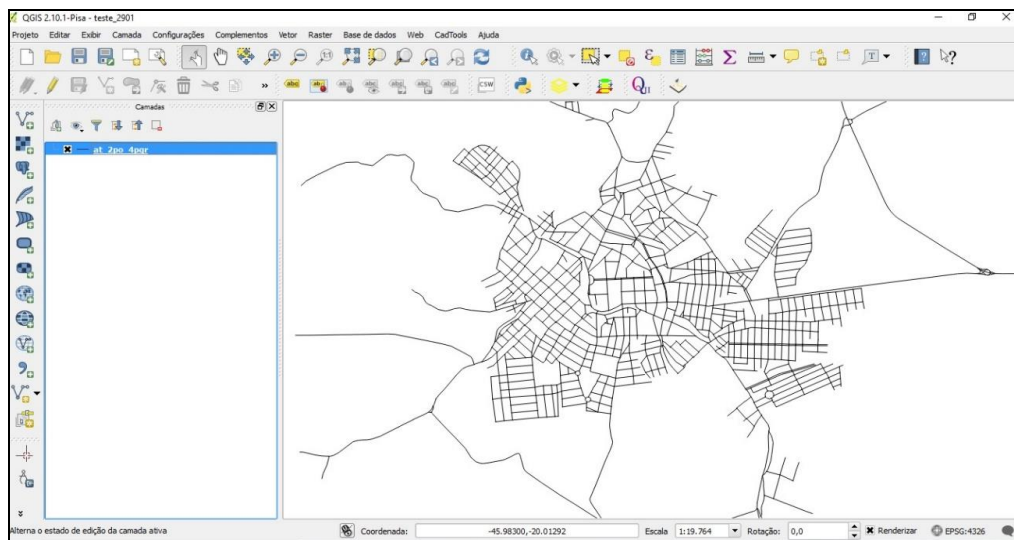 QGIS 2.10.1-Pisa - teste_2901
Projeto Editar Exibir Camada Configurações Complementos Vetor Raster Base de dados Web CadTools Ajuda
CSW
Camadas
at_2po_4pgr
Alterna o estado de edição da camada ativa
Coordenada: -45.98300,-20.01292 Escala 1:19.764 Rotação: 0,0 Renderizar EPSG:4326